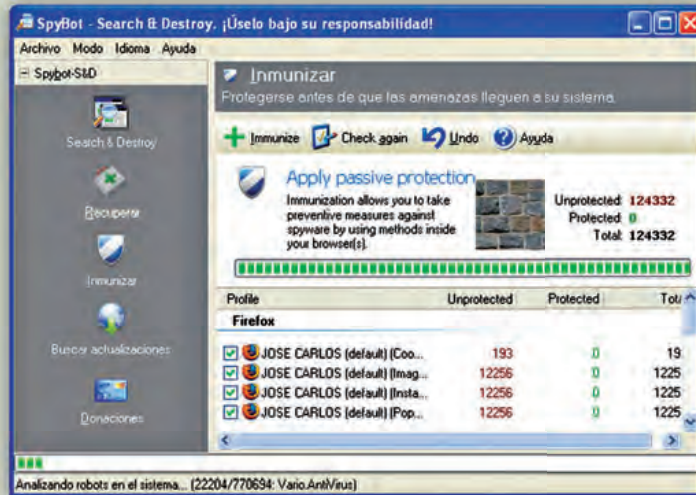 SpyBot - Search & Destroy. ¡Úselo bajo su responsabilidad!
Archivo Modo Idioma Ayuda
Spybot-S&D
Search & Destroy
Recuperar
Inmunizar
Buscar actualizaciones
Donaciones
Inmunizar
Protegerse antes de que las amenazas lleguen a su sistema.
Immunize Check again Undo Ayuda
Apply passive protection
Immunization allows you to take
preventive measures against
spyware by using methods inside
your browser(s).
Unprotected: 124332
Protected: 0
Total: 124332
Profile Unprotected Protected Tot
Firefox
JOSE CARLOS (default) (Coo... 193 0 19
JOSE CARLOS (default) (Imag... 12256 0 1225
JOSE CARLOS (default) (Insta... 12256 0 1225
JOSE CARLOS (default) (Pop... 12256 0 1225
Analizando robots en el sistema... (22204/770694: Vario.AntiVirus)